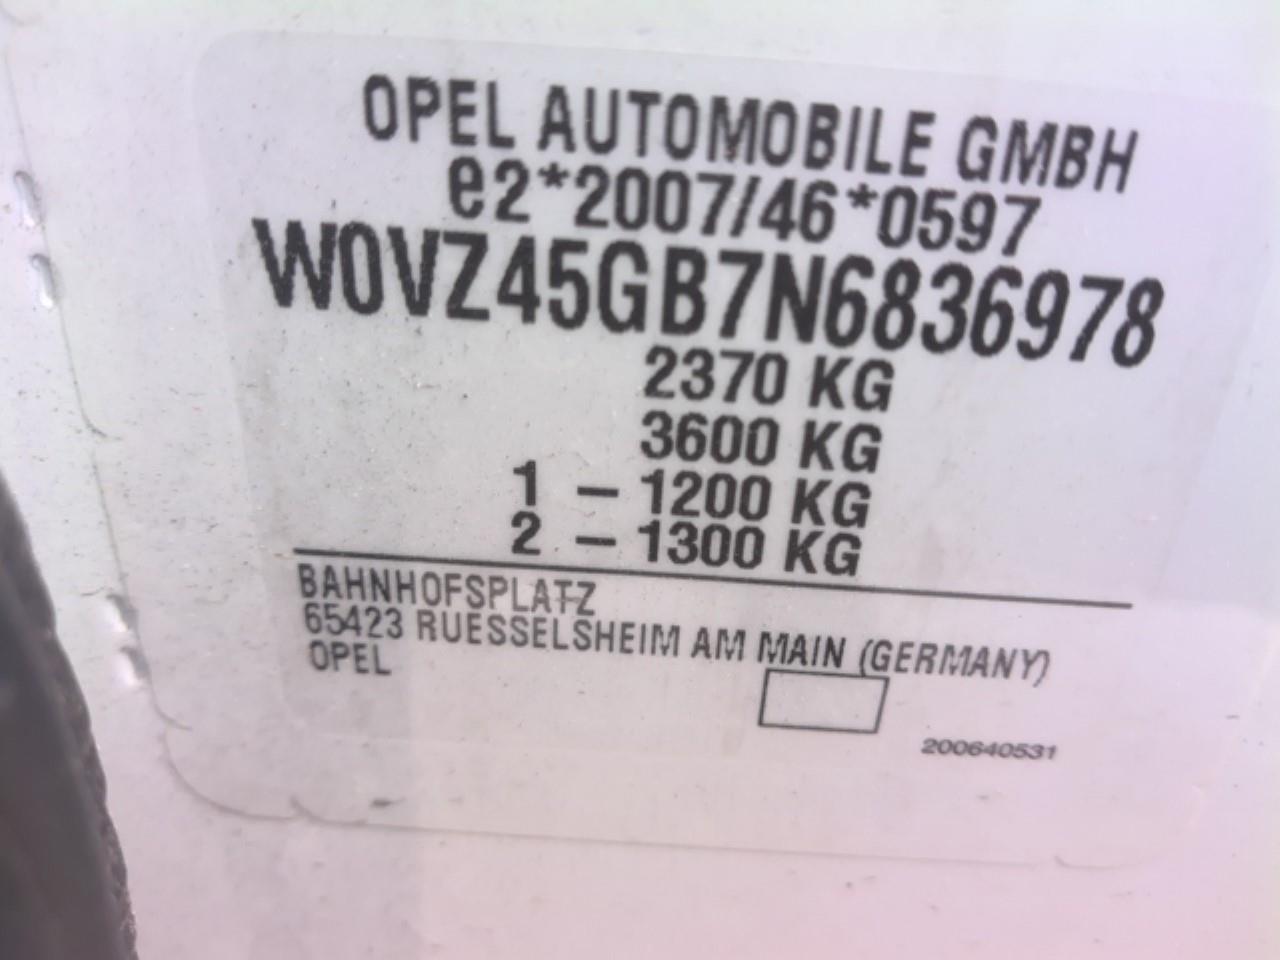 OPEL AUTOMOBILE GMBH
e2*2007/46*0597
W0VZ45GB7N6836978
2370 KG
3600 KG
1 - 1200 KG
2 - 1300 KG
BAHNHOFSPLATZ
65423 RUESSELSHEIM AM MAIN (GERMANY)
OPEL
200640531